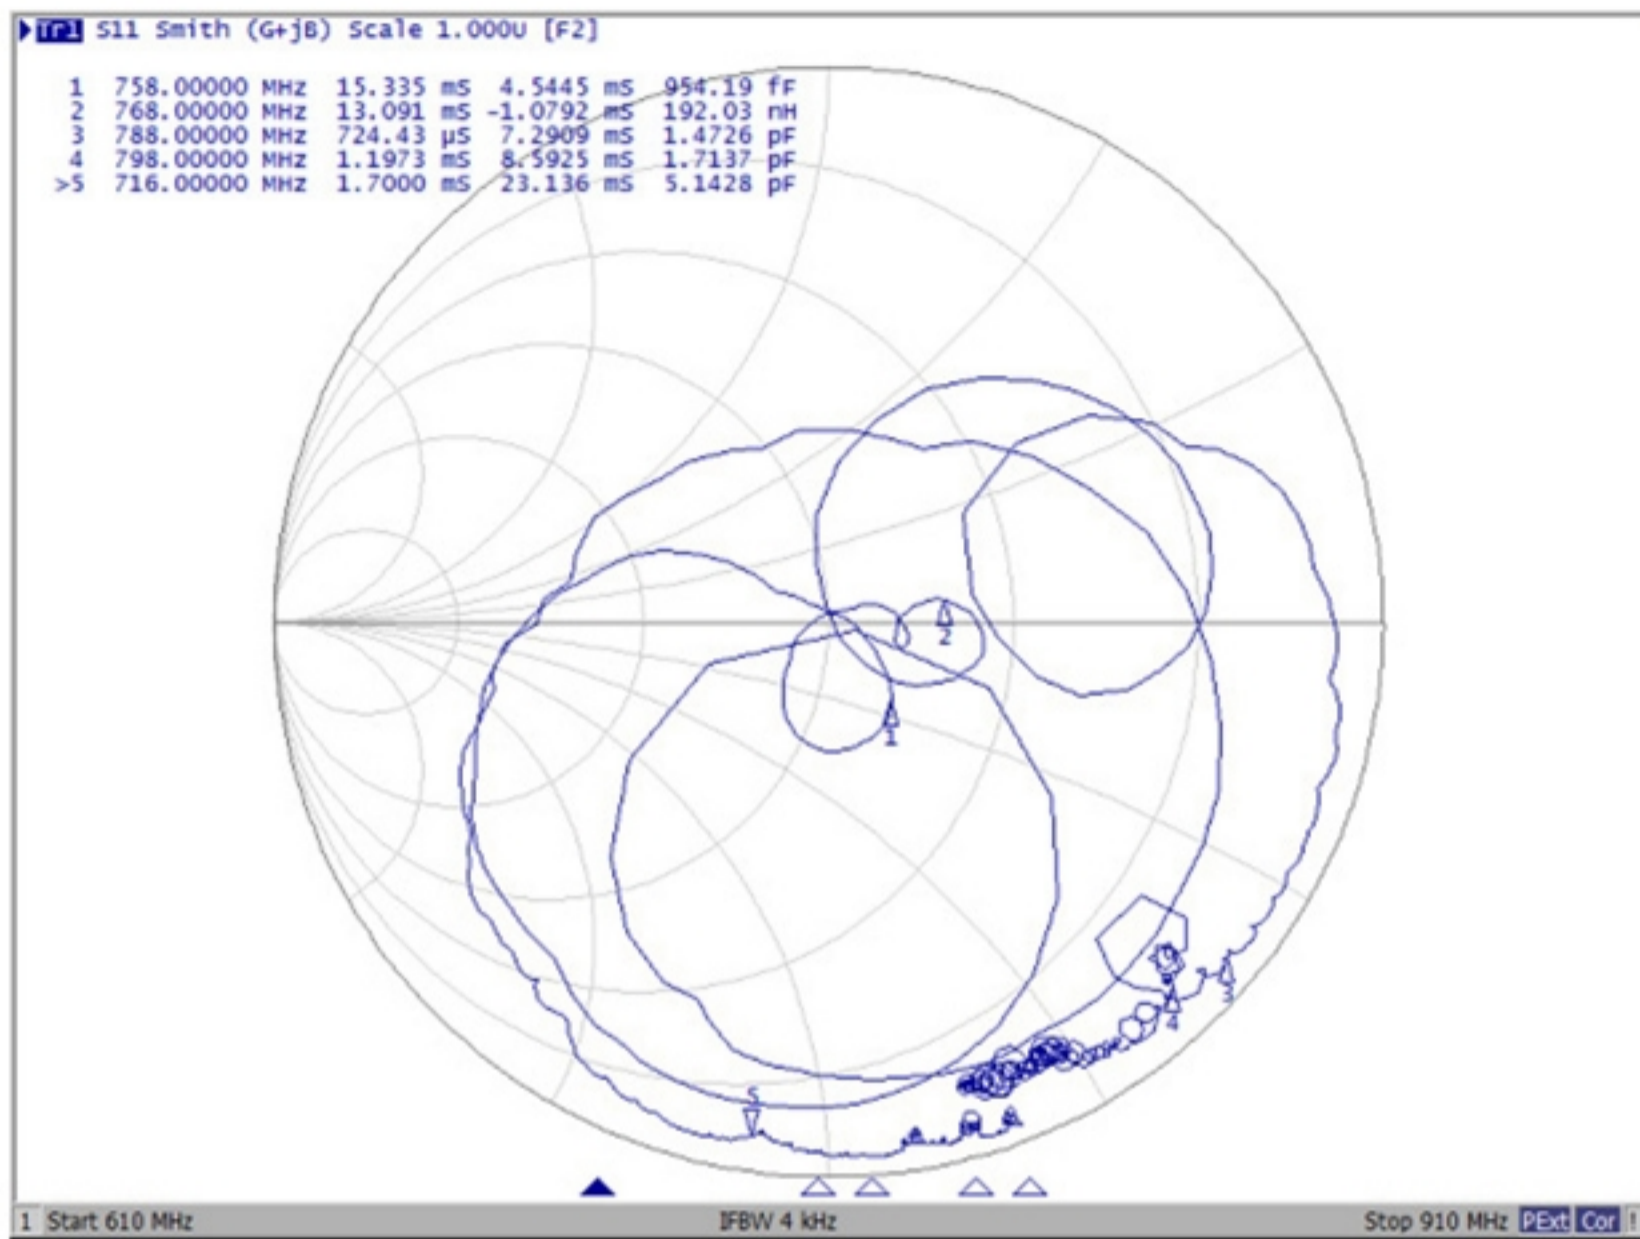 Tr1 S11 Smith (G+jB) Scale 1.000U [F2]
1 758.00000 MHz 15.335 mS 4.5445 mS 954.19 fF
2 768.00000 MHz 13.091 mS -1.0792 mS 192.03 nH
3 788.00000 MHz 724.43 µS 7.2909 mS 1.4726 pF
4 798.00000 MHz 1.1973 mS 8.5925 mS 1.7137 pF
>5 716.00000 MHz 1.7000 mS 23.136 mS 5.1428 pF
2
1
3
4
5
1 Start 610 MHz IFBW 4 kHz Stop 910 MHz PExt Cor !